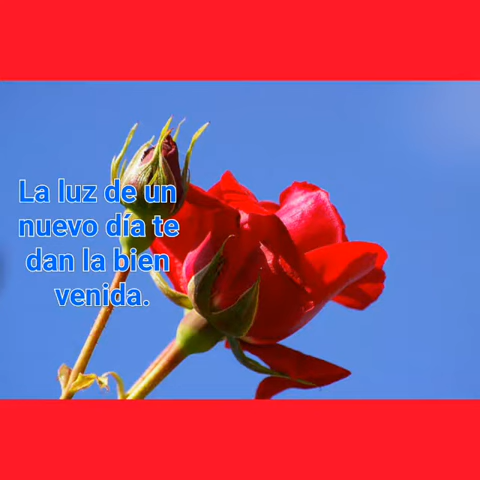 La luz de un
nuevo día te
dan la bien
venida.